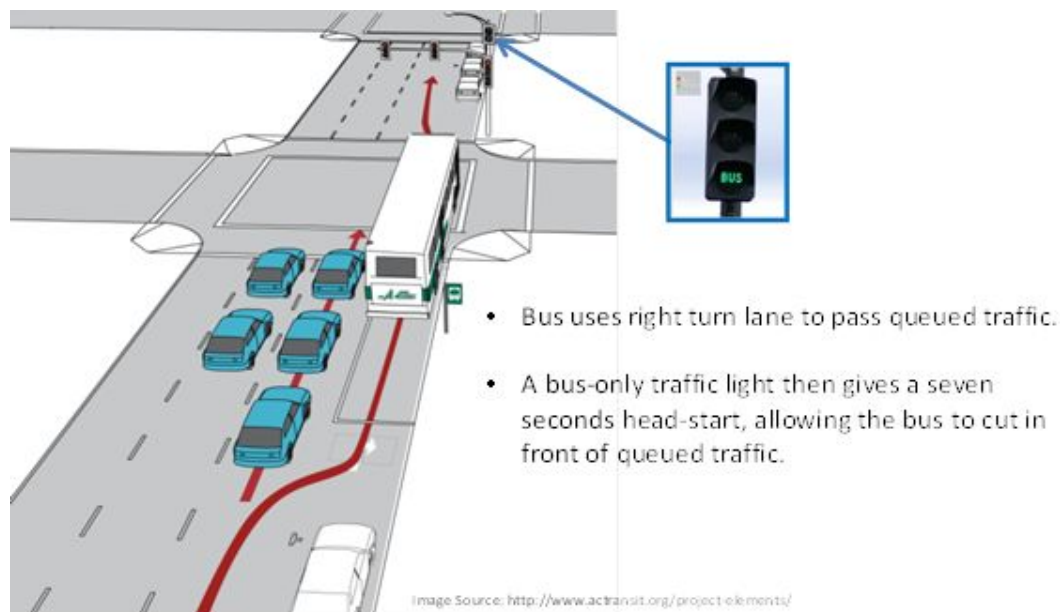 BUS
• Bus uses right turn lane to pass queued traffic.
• A bus-only traffic light then gives a seven
seconds head-start, allowing the bus to cut in
front of queued traffic.
Image Source: http://www.actransit.org/project-elements/